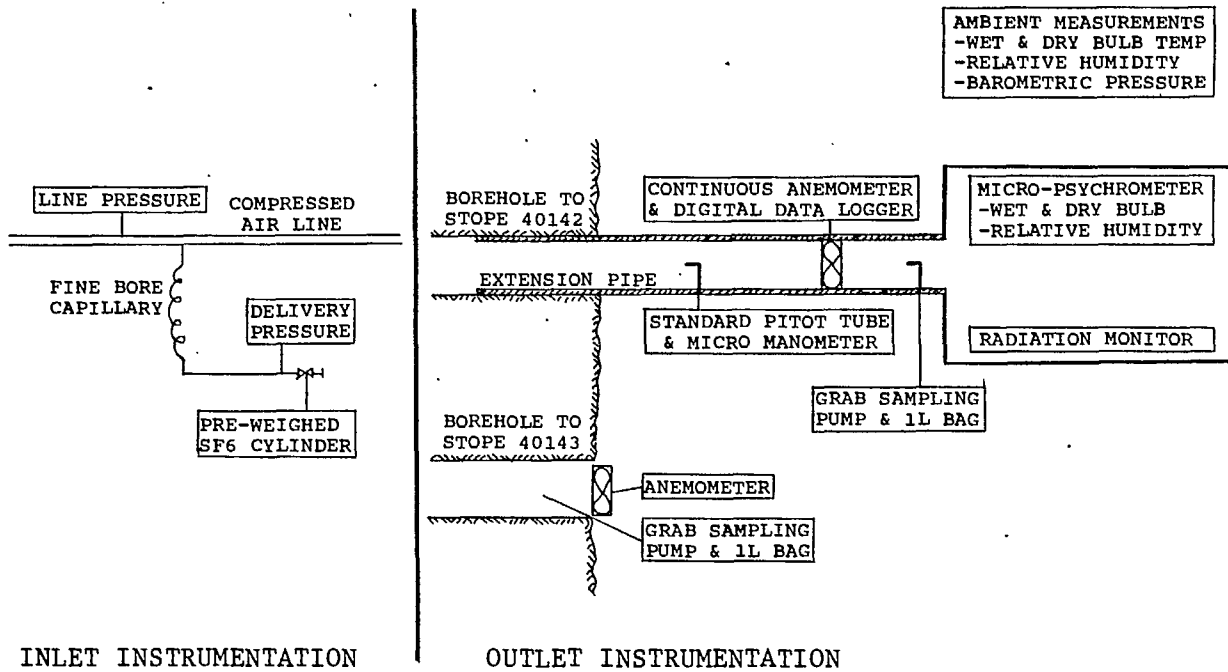 AMBIENT MEASUREMENTS
-WET & DRY BULB TEMP
-RELATIVE HUMIDITY
-BAROMETRIC PRESSURE
LINE PRESSURE
COMPRESSED
AIR LINE
FINE BORE
CAPILLARY
DELIVERY
PRESSURE
PRE-WEIGHED
SF6 CYLINDER
BOREHOLE TO
STOPE 40142
CONTINUOUS ANEMOMETER
& DIGITAL DATA LOGGER
MICRO-PSYCHROMETER
-WET & DRY BULB
-RELATIVE HUMIDITY
EXTENSION PIPE
STANDARD PITOT TUBE
& MICRO MANOMETER
RADIATION MONITOR
GRAB SAMPLING
PUMP & 1L BAG
BOREHOLE TO
STOPE 40143
ANEMOMETER
GRAB SAMPLING
PUMP & 1L BAG
INLET INSTRUMENTATION
OUTLET INSTRUMENTATION